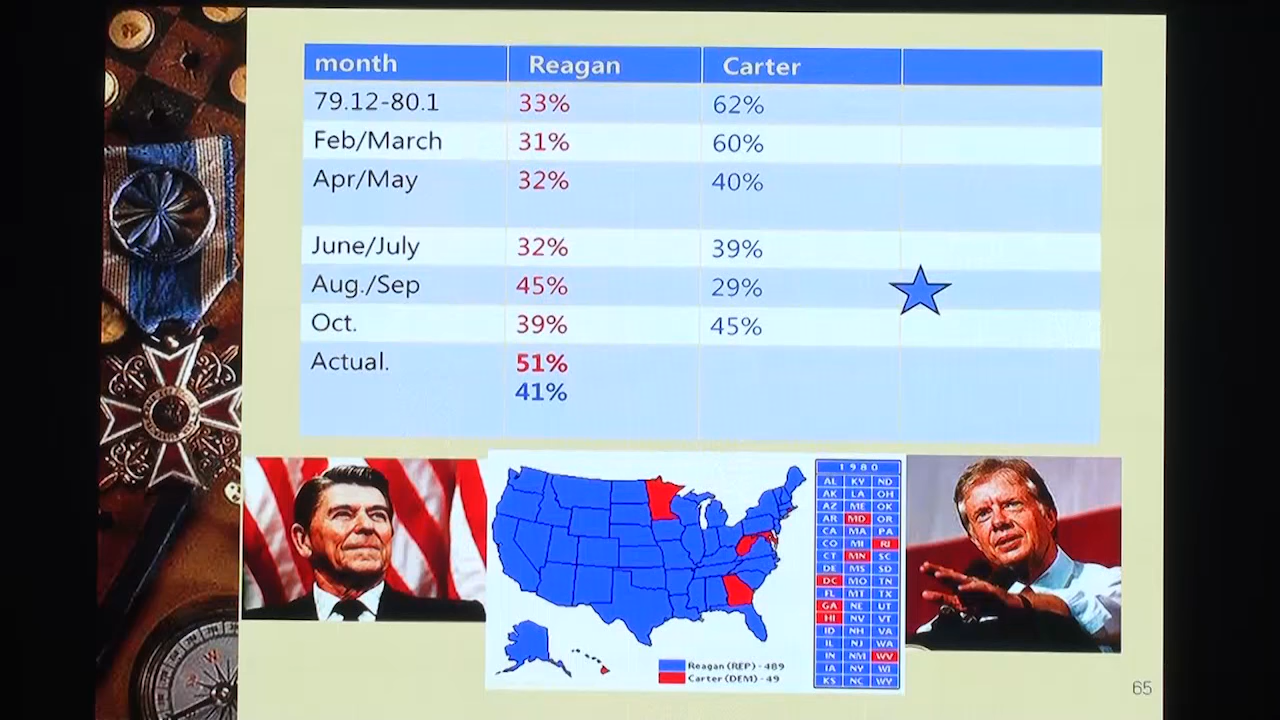 month Reagan Carter
79.12-80.1 33% 62%
Feb/March 31% 60%
Apr/May 32% 40%
June/July 32% 39%
Aug./Sep 45% 29%
Oct. 39% 45%
Actual. 51%
41%
1980
AL KY ND
AK LA OH
AZ ME OK
AR MD OR
CA MA PA
CO MI RI
CT MN SC
DE MS SD
DC MO TN
FL MT TX
GA NE UT
HI NV VT
ID NH VA
IL NJ WA
IN NM WV
IA NY WI
KS NC WY
Reagan (REP) - 489
Carter (DEM) - 49
65